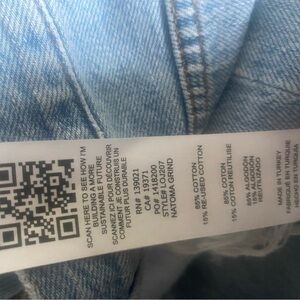 SCAN HERE TO SEE HOW I'M
BUILDING A MORE
SUSTAINABLE FUTURE
SCANNEZ ICI POUR DÉCOUVRIR
COMMENT JE CONSTRUIS UN
FUTUR PLUS DURABLE
RN# 139021
CA# 19371
PO# 1418200
STYLE# LOJ207
NATOMA GRIND
85% COTTON
15% RE-USED COTTON
85% COTON
15% COTON REUTILISE
85% ALGODÓN
15% ALGODÓN
REUTILIZADO
MADE IN TURKEY
FABRIQUÉ EN TURQUIE
HECHO EN TURQUIA